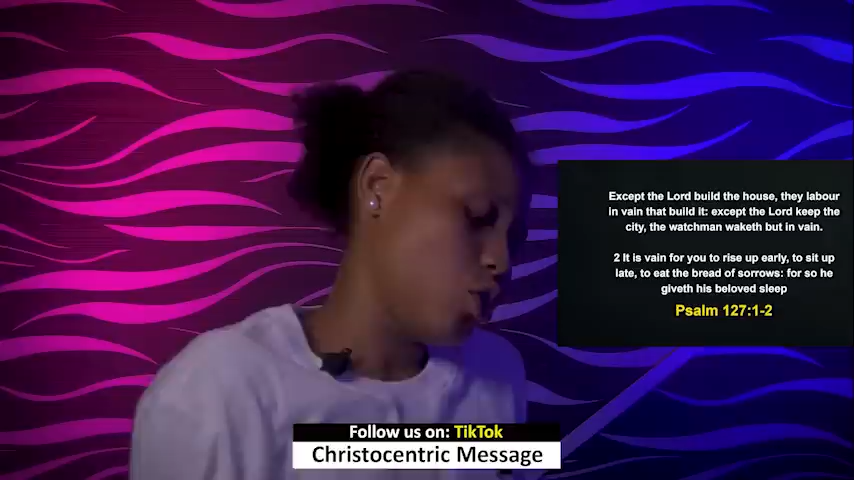 Except the Lord build the house, they labour
in vain that build it: except the Lord keep the
city, the watchman waketh but in vain.
2 It is vain for you to rise up early, to sit up
late, to eat the bread of sorrows: for so he
giveth his beloved sleep
Psalm 127:1-2
Follow us on: TikTok
Christocentric Message